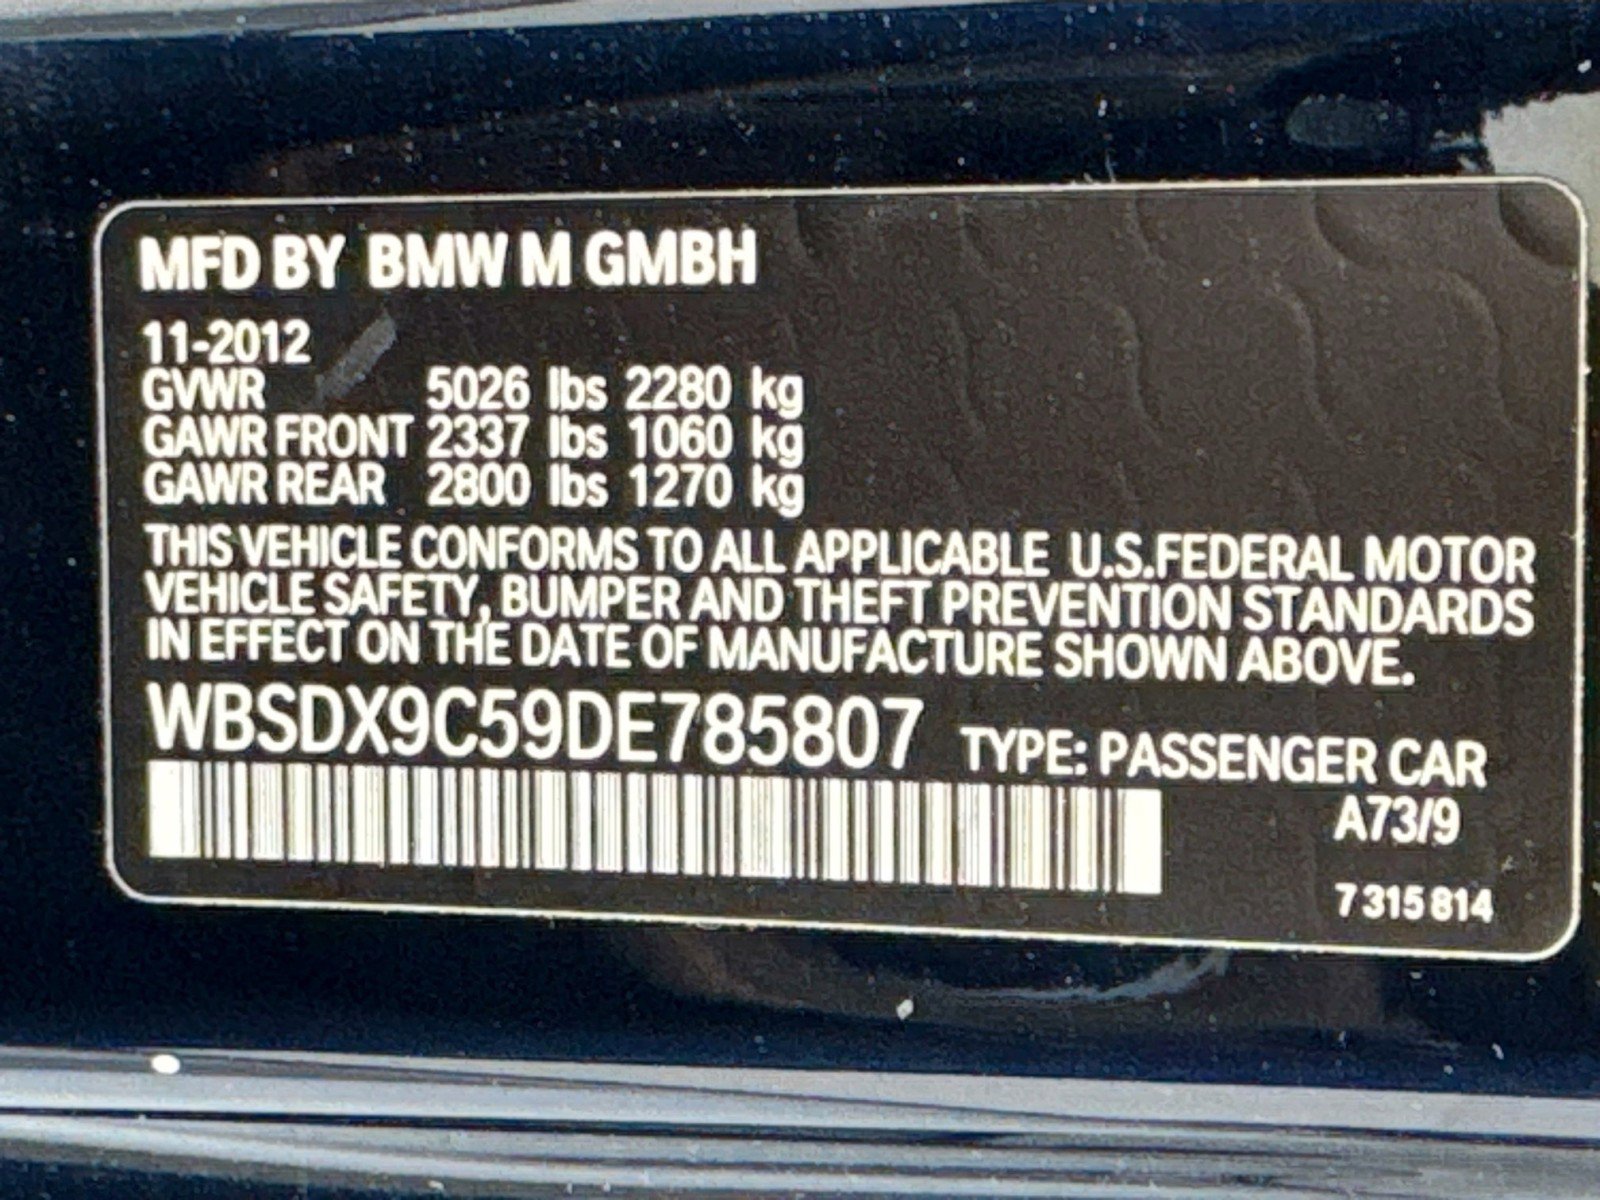 MFD BY BMW M GMBH
11-2012
GVWR 5026 lbs 2280 kg
GAWR FRONT 2337 lbs 1060 kg
GAWR REAR 2800 lbs 1270 kg
THIS VEHICLE CONFORMS TO ALL APPLICABLE U.S.FEDERAL MOTOR
VEHICLE SAFETY, BUMPER AND THEFT PREVENTION STANDARDS
IN EFFECT ON THE DATE OF MANUFACTURE SHOWN ABOVE.
WBSDX9C59DE785807 TYPE: PASSENGER CAR
A73/9
7 315 814